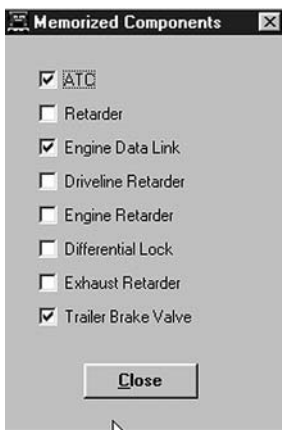 Memorized Components
ATC
Retarder
Engine Data Link
Driveline Retarder
Engine Retarder
Differential Lock
Exhaust Retarder
Trailer Brake Valve
Close